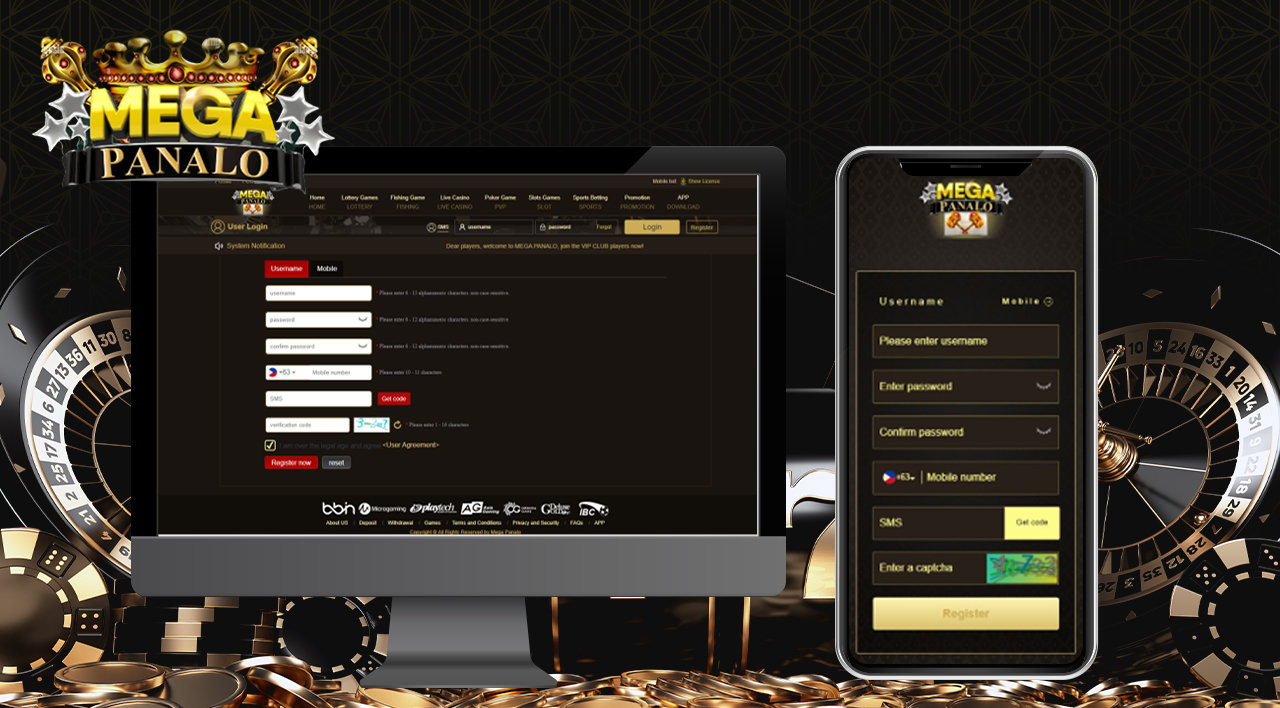 MEGA
PANALO
Mobile bet Show License
MEGA
PANALO
Home Lottery Games Fishing Game Live Casino Poker Game Slots Games Sports Betting Promotion APP
HOME LOTTERY FISHING LIVE CASINO PVP SLOT SPORTS PROMOTION DOWNLOAD
User Login SMS username password Forgot Login Register
System Notification Dear players, welcome to MEGA PANALO, join the VIP CLUB players now!
Username Mobile
username * Please enter 6 - 13 alphanumeric characters, non-case-sensitive.
password * Please enter 6 - 12 alphanumeric characters, non-case-sensitive.
confirm password * Please enter 6 - 12 alphanumeric characters, non-case-sensitive.
+63 Mobile number * Please enter 10 - 11 characters
SMS Get code
verification code * Please enter 1 - 14 characters
I am over the legal age and agree <User Agreement>
Register now reset
bbin Microgaming playtech AG Asia Gaming IBC
About US / Deposit / Withdrawal / Games / Terms and Conditions / Privacy and Security / FAQs / APP
Copyright © All Rights Reserved by Mega Panalo
MEGA
PANALO
Username Mobile
Please enter username
Enter password
Confirm password
+63 Mobile number
SMS Get code
Enter a captcha
Register